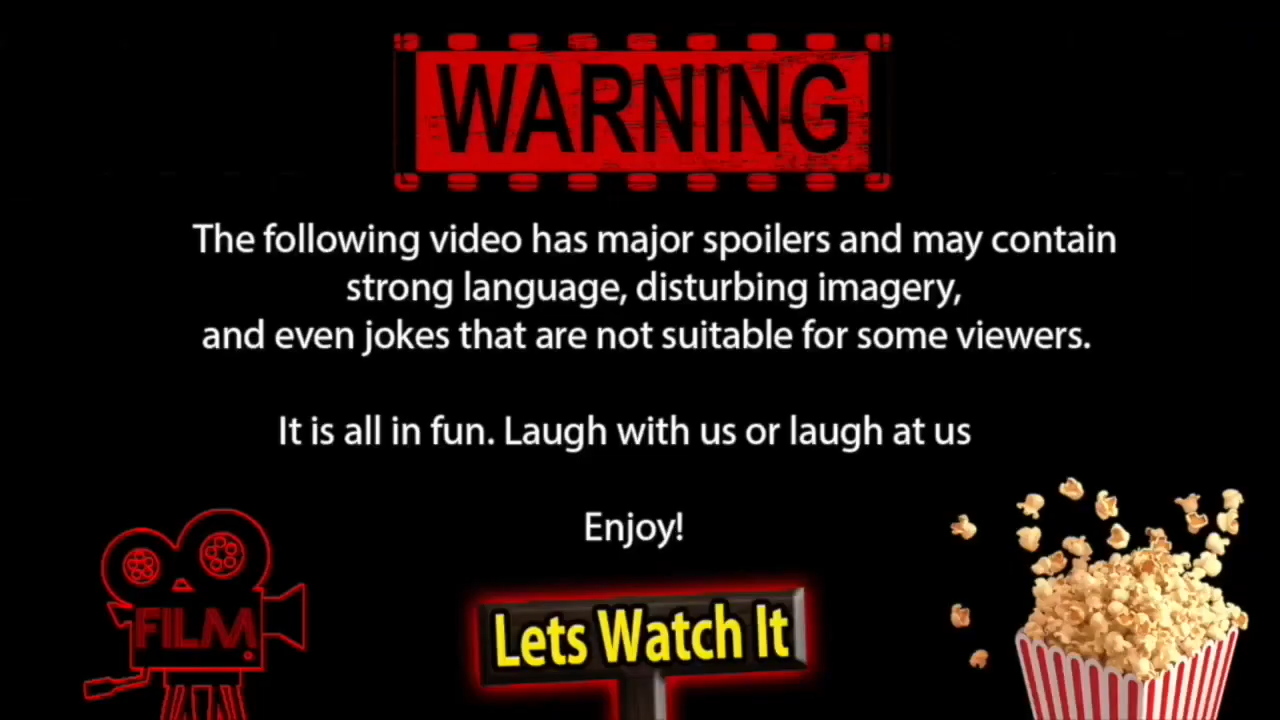 WARNING
The following video has major spoilers and may contain
strong language, disturbing imagery,
and even jokes that are not suitable for some viewers.
It is all in fun. Laugh with us or laugh at us
Enjoy!
FILM
Lets Watch It